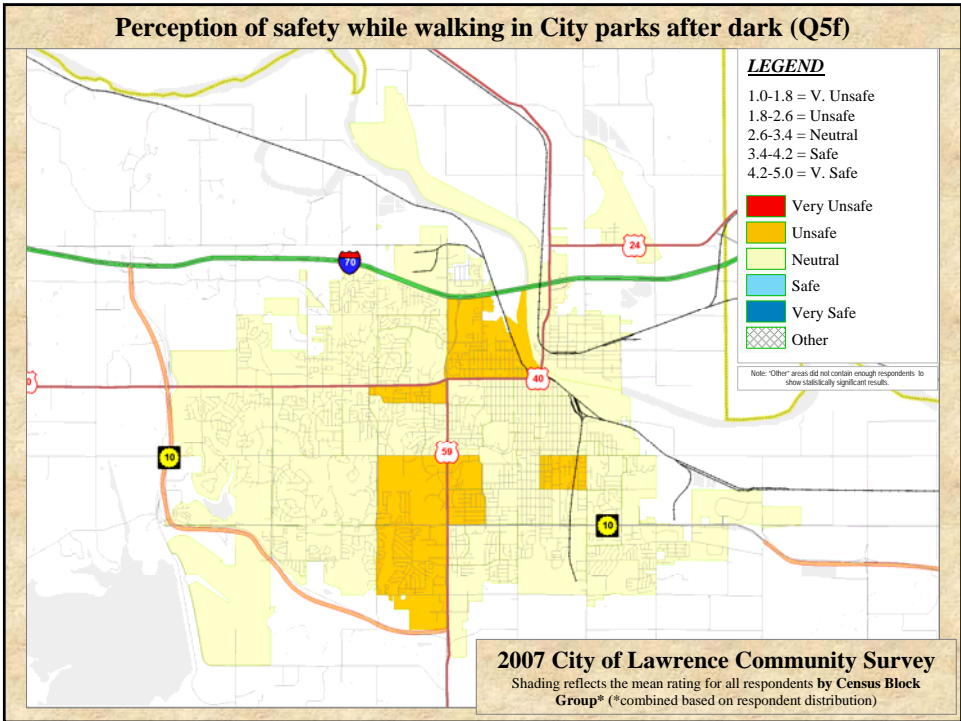 Perception of safety while walking in City parks after dark (Q5f)
LEGEND
1.0-1.8 = V. Unsafe
1.8-2.6 = Unsafe
2.6-3.4 = Neutral
3.4-4.2 = Safe
4.2-5.0 = V. Safe
Very Unsafe
Unsafe
Neutral
Safe
Very Safe
Other
Note: "Other" areas did not contain enough respondents to
show statistically significant results.
24
70
40
0
59
10
10
2007 City of Lawrence Community Survey
Shading reflects the mean rating for all respondents by Census Block
Group* (*combined based on respondent distribution)